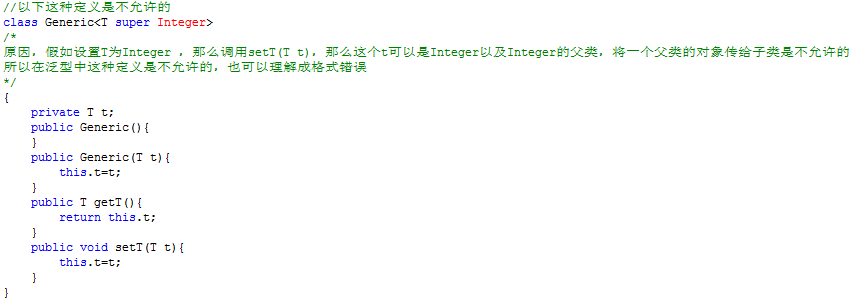 //以下这种定义是不允许的
class Generic<T super Integer>
/*
原因，假如设置T为Integer ，那么调用setT(T t)，那么这个t可以是Integer以及Integer的父类，将一个父类的对象传给子类是不允许的
所以在泛型中这种定义是不允许的，也可以理解成格式错误
*/
{
    private T t;
    public Generic(){
    }
    public Generic(T t){
        this.t=t;
    }
    public T getT(){
        return this.t;
    }
    public void setT(T t){
        this.t=t;
    }
}